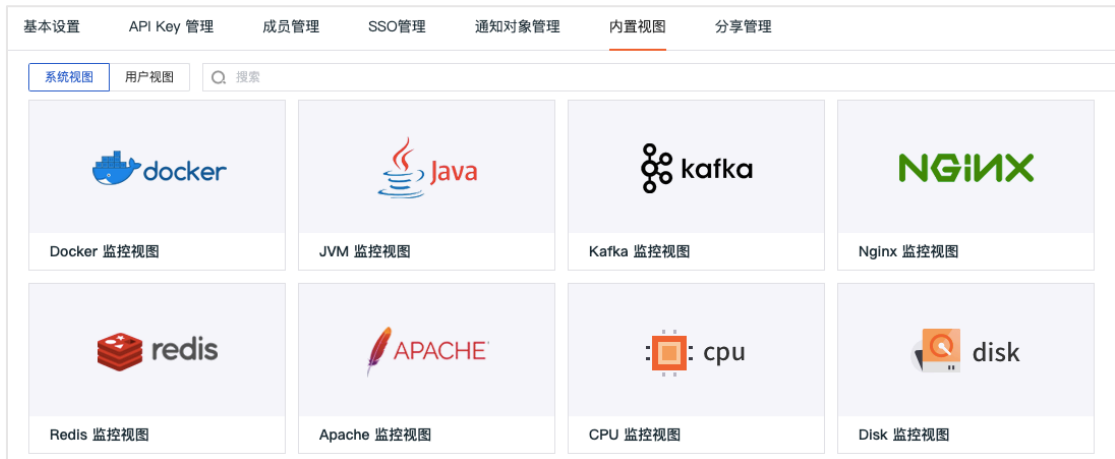 基本设置 API Key 管理 成员管理 SSO管理 通知对象管理 内置视图 分享管理
系统视图 用户视图 搜索
docker Java kafka NGINX
Docker 监控视图 JVM 监控视图 Kafka 监控视图 Nginx 监控视图
redis APACHE cpu disk
Redis 监控视图 Apache 监控视图 CPU 监控视图 Disk 监控视图